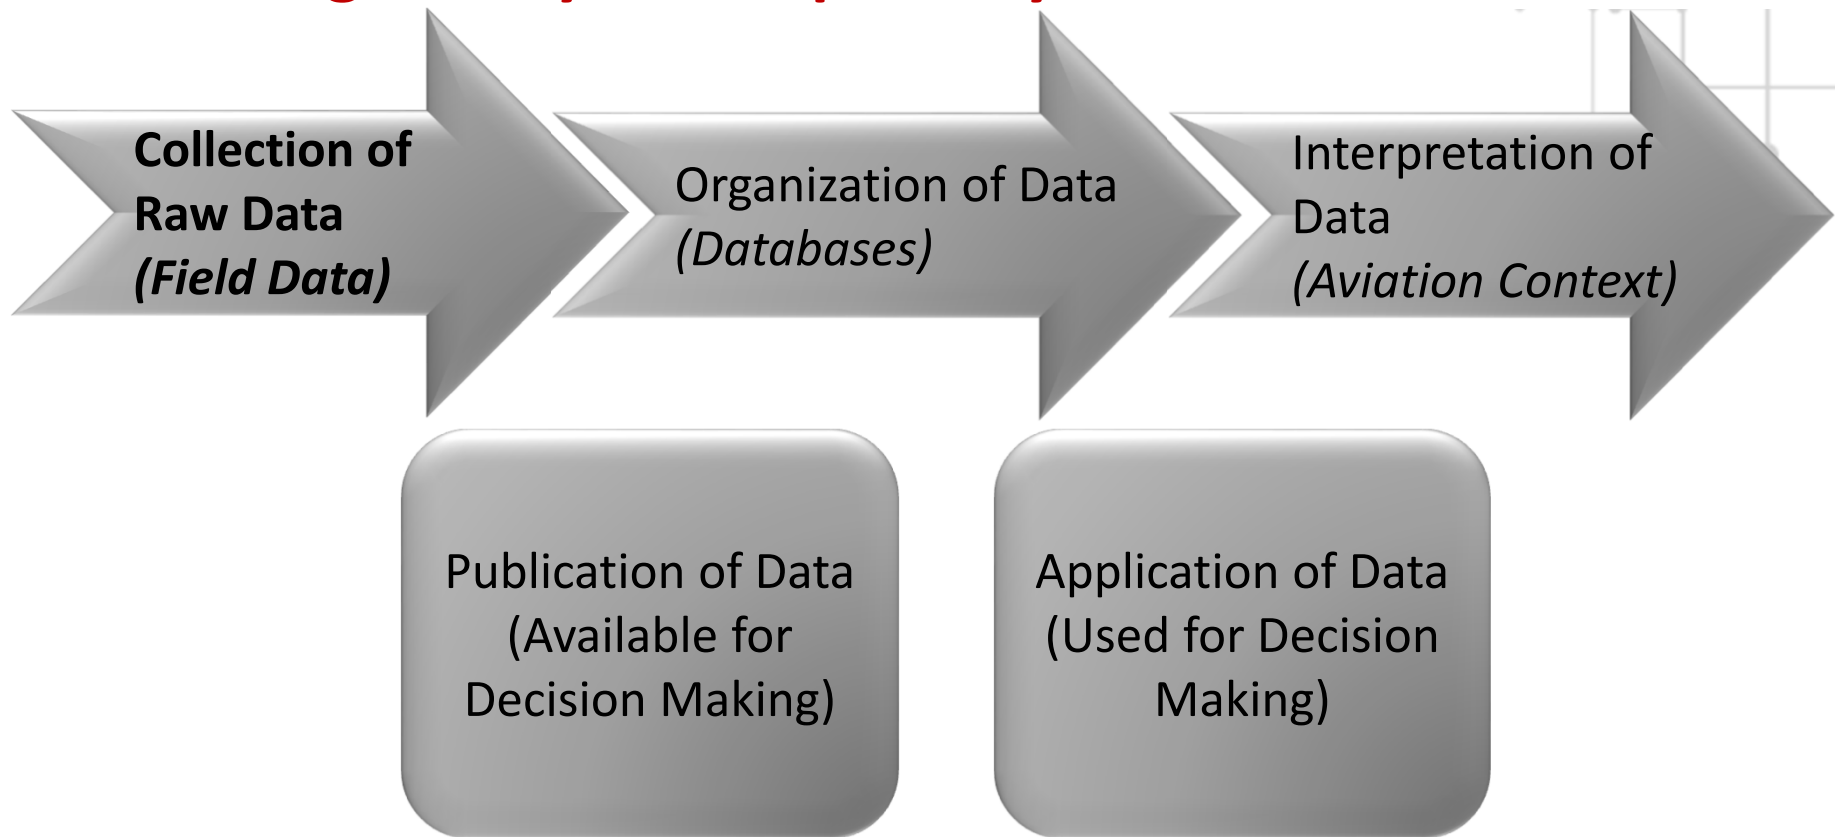 Collection of
Raw Data
(Field Data)
Organization of Data
(Databases)
Interpretation of
Data
(Aviation Context)
Publication of Data
(Available for
Decision Making)
Application of Data
(Used for Decision
Making)